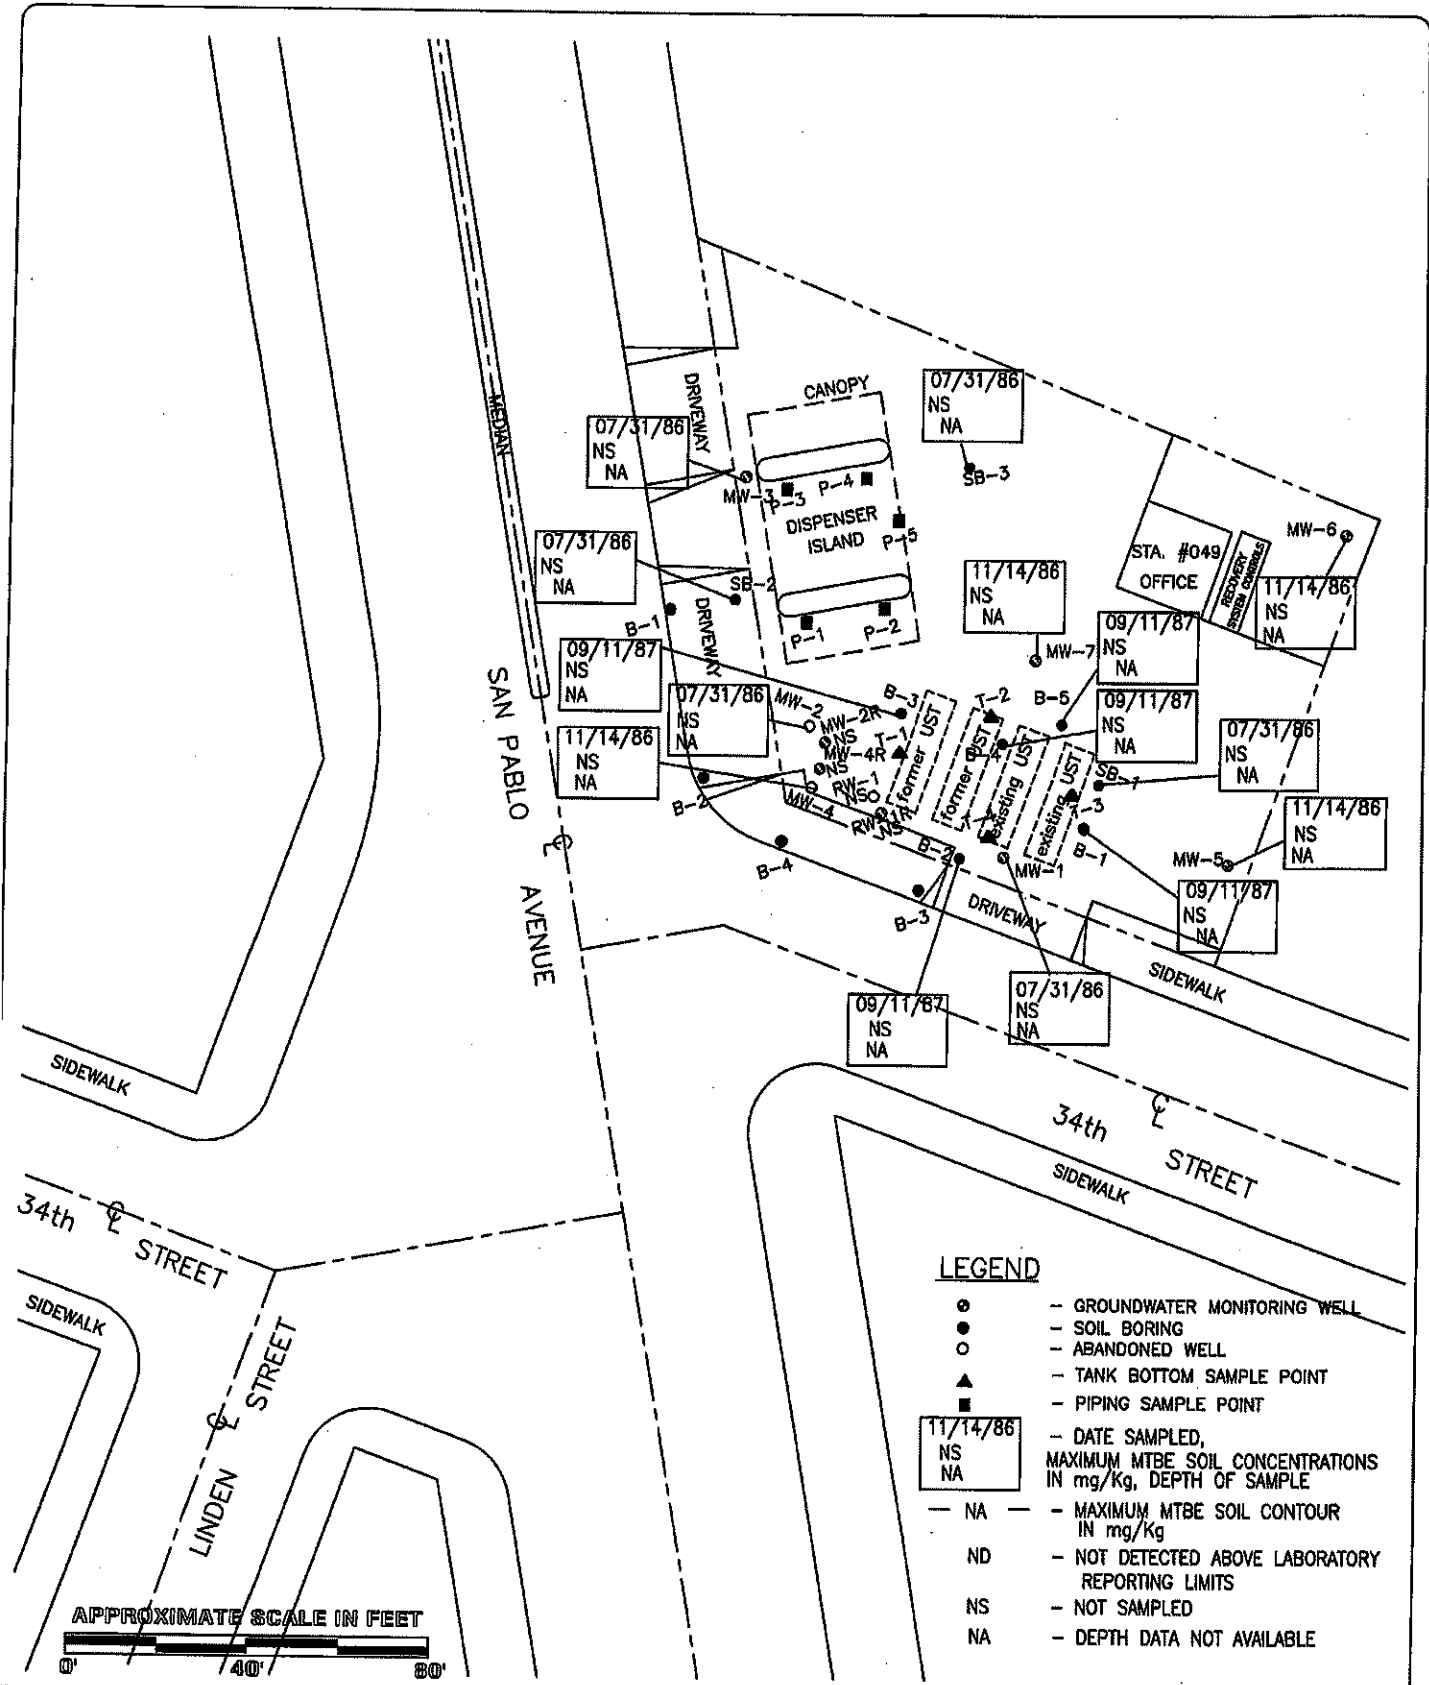 CANOPY
DRIVEWAY
MEDIAN
07/31/86
NS
NA
07/31/86
NS
NA
MW-3
P-3
P-4
SB-3
DISPENSER
ISLAND
P-5
MW-6
STA. #049
OFFICE
RECOVERY
SYSTEM CONTROLS
07/31/86
NS
NA
SB-2
B-1
DRIVEWAY
P-1
P-2
11/14/86
NS
NA
MW-7
11/14/86
NS
NA
09/11/87
NS
NA
09/11/87
NS
NA
07/31/86
NS
NA
MW-2
MW-2R
NS
B-3
T-2
B-5
09/11/87
NS
NA
11/14/86
NS
NA
MW-4R
NS
T-1
former UST
former UST
B-4
existing UST
existing UST
SB-1
07/31/86
NS
NA
B-2
MW-4
RW-1
NS
RW-1R
NS
T-3
B-1
11/14/86
NS
NA
MW-5
B-4
B-2
MW-1
09/11/87
NS
NA
B-3
DRIVEWAY
SIDEWALK
SAN PABLO
AVENUE
℄
09/11/87
NS
NA
07/31/86
NS
NA
SIDEWALK
34th
℄
STREET
SIDEWALK
34th
℄
STREET
SIDEWALK
LINDEN
℄
STREET
LEGEND
- GROUNDWATER MONITORING WELL
- SOIL BORING
- ABANDONED WELL
- TANK BOTTOM SAMPLE POINT
- PIPING SAMPLE POINT
11/14/86
NS
NA
- DATE SAMPLED,
MAXIMUM MTBE SOIL CONCENTRATIONS
IN mg/Kg, DEPTH OF SAMPLE
— NA — - MAXIMUM MTBE SOIL CONTOUR
IN mg/Kg
ND - NOT DETECTED ABOVE LABORATORY
REPORTING LIMITS
NS - NOT SAMPLED
NA - DEPTH DATA NOT AVAILABLE
APPROXIMATE SCALE IN FEET
0' 40' 80'